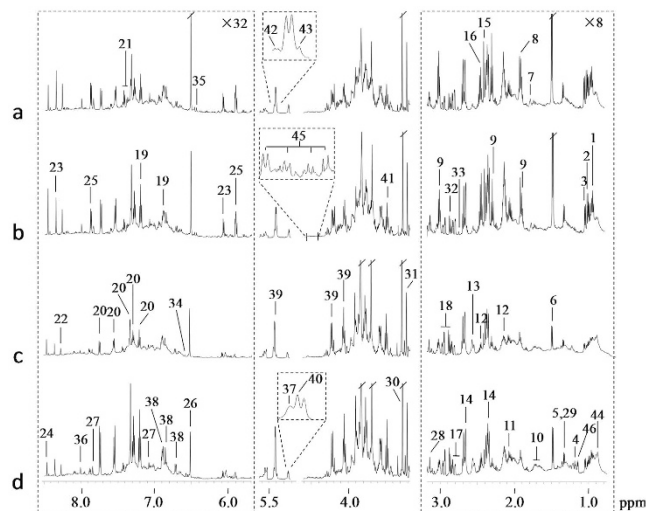 ×32 ×8
21 42 43 15 16 8
35 7
a
45
23 19 9 9 1
25 19 23 25 41 9 32 33 9 2 3
b
20 39 31
20 20 20 34 39 39 13
22 18 12 12 6
c
37 40 30
38 26 14 14 5,29 44
24 36 27 27 38 38 28 17 11 10 4 46
d
8.0 7.0 6.0 5.5 4.0 3.0 2.0 1.0 ppm